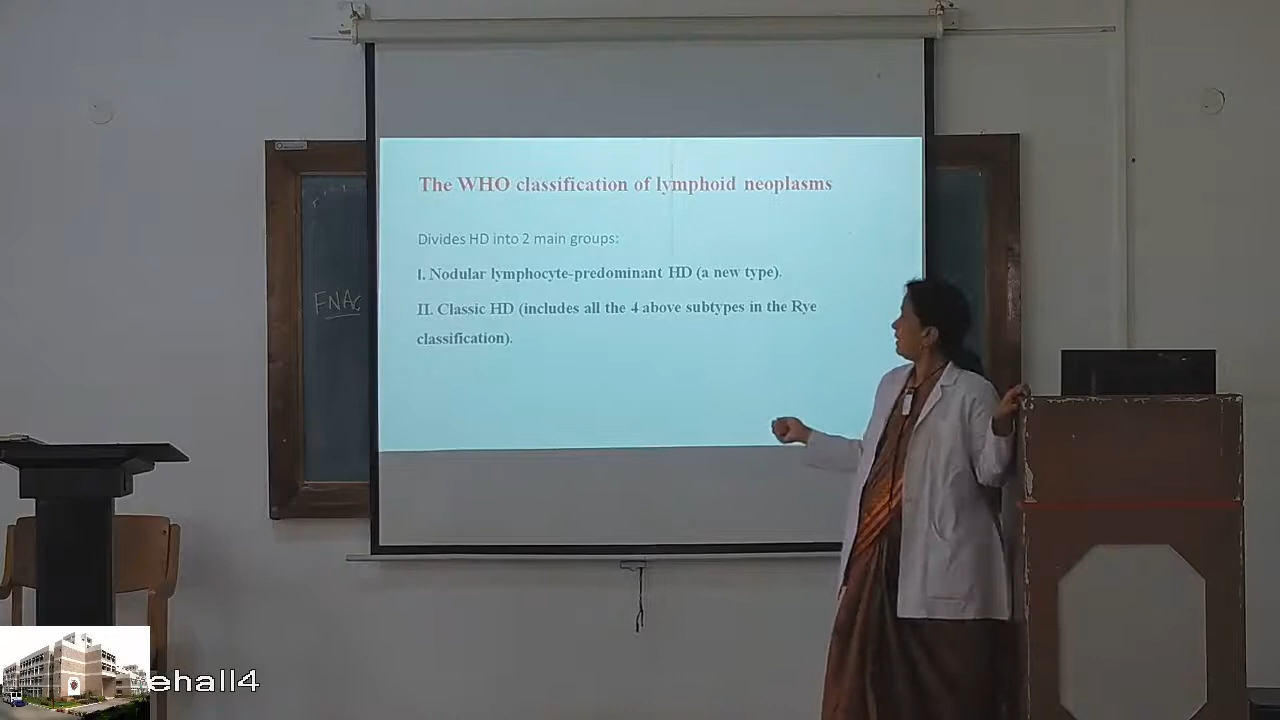 The WHO classification of lymphoid neoplasms
Divides HD into 2 main groups:
I. Nodular lymphocyte-predominant HD (a new type).
II. Classic HD (includes all the 4 above subtypes in the Rye
classification).
FNAC
ehall4